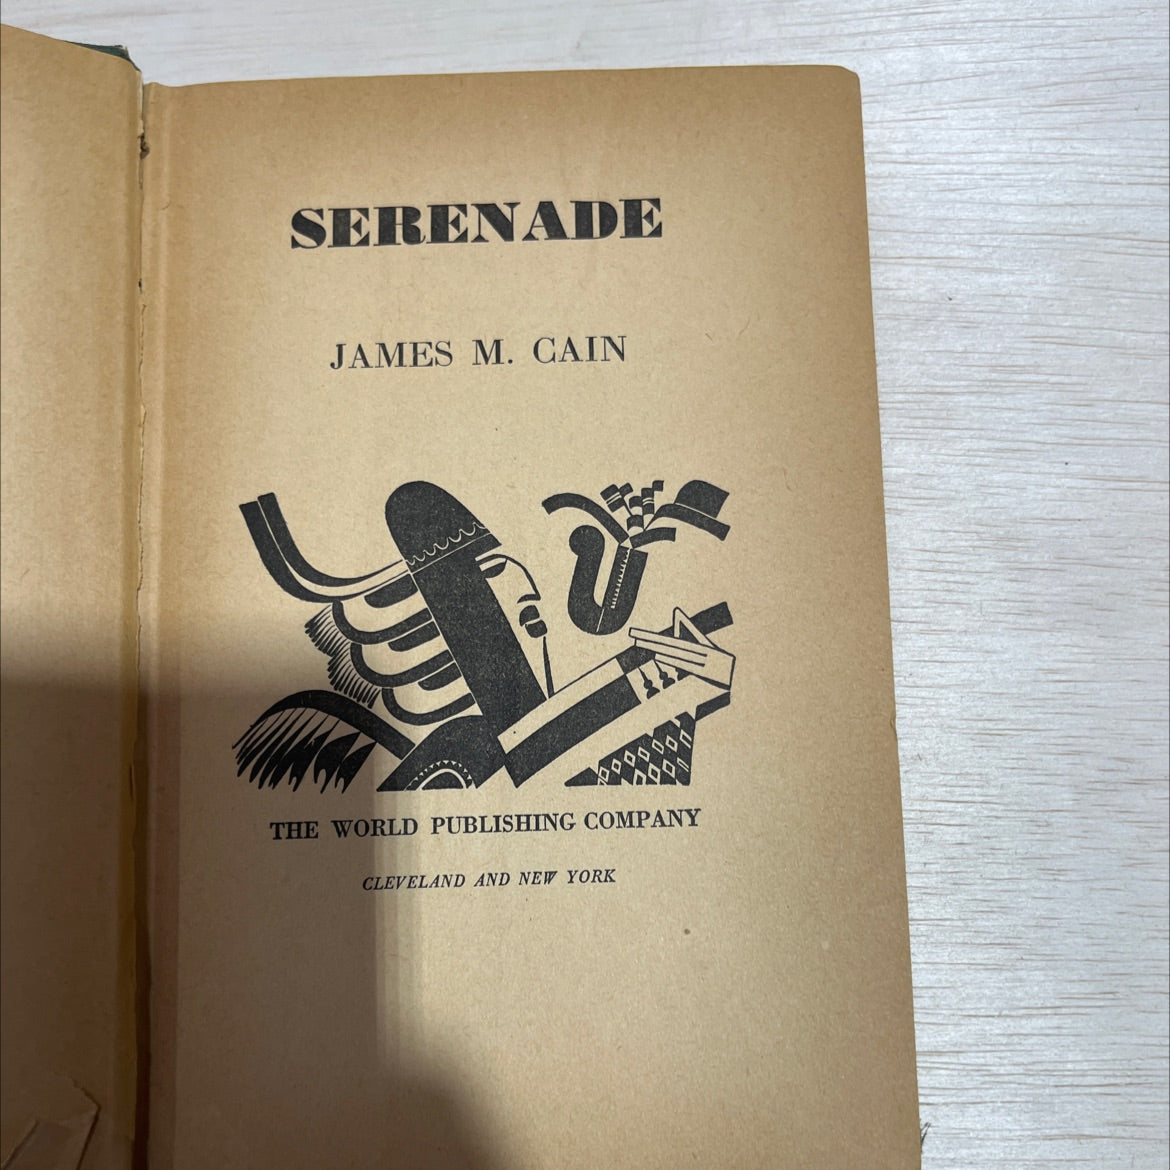 SERENADE
JAMES M. CAIN
THE WORLD PUBLISHING COMPANY
CLEVELAND AND NEW YORK